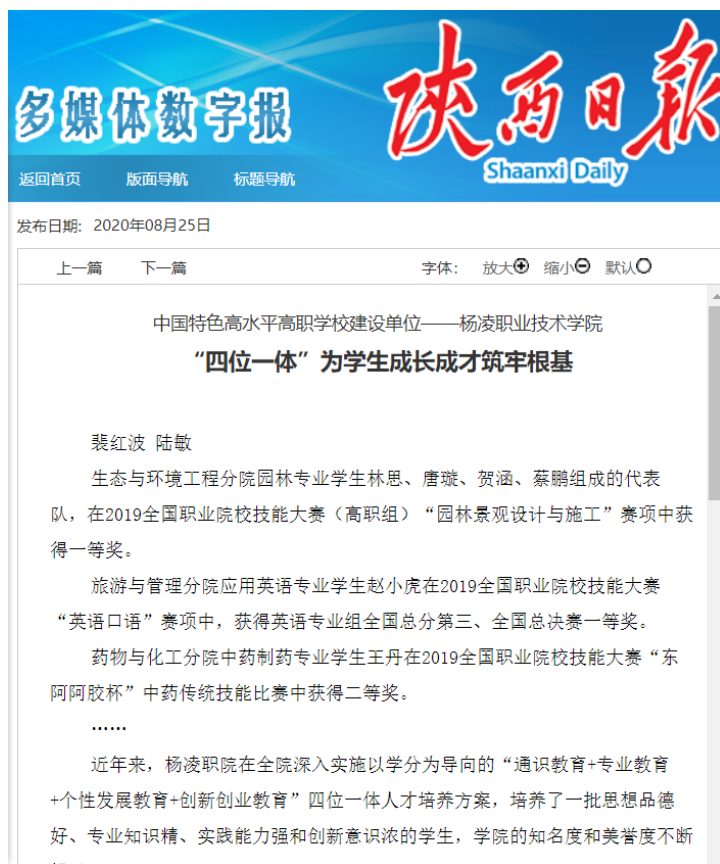 多媒体数字报
陕西日报
Shaanxi Daily
返回首页 版面导航 标题导航
发布日期: 2020年08月25日
上一篇 下一篇 字体: 放大 缩小 默认
中国特色高水平高职学校建设单位——杨凌职业技术学院
“四位一体”为学生成长成才筑牢根基
裴红波 陆敏
生态与环境工程分院园林专业学生林思、唐璇、贺涵、蔡鹏组成的代表
队，在2019全国职业院校技能大赛（高职组）“园林景观设计与施工”赛项中获
得一等奖。
旅游与管理分院应用英语专业学生赵小虎在2019全国职业院校技能大赛
“英语口语”赛项中，获得英语专业组全国总分第三、全国总决赛一等奖。
药物与化工分院中药制药专业学生王丹在2019全国职业院校技能大赛“东
阿阿胶杯”中药传统技能比赛中获得二等奖。
……
近年来，杨凌职院在全院深入实施以学分为导向的“通识教育+专业教育
+个性发展教育+创新创业教育”四位一体人才培养方案，培养了一批思想品德
好、专业知识精、实践能力强和创新意识浓的学生，学院的知名度和美誉度不断